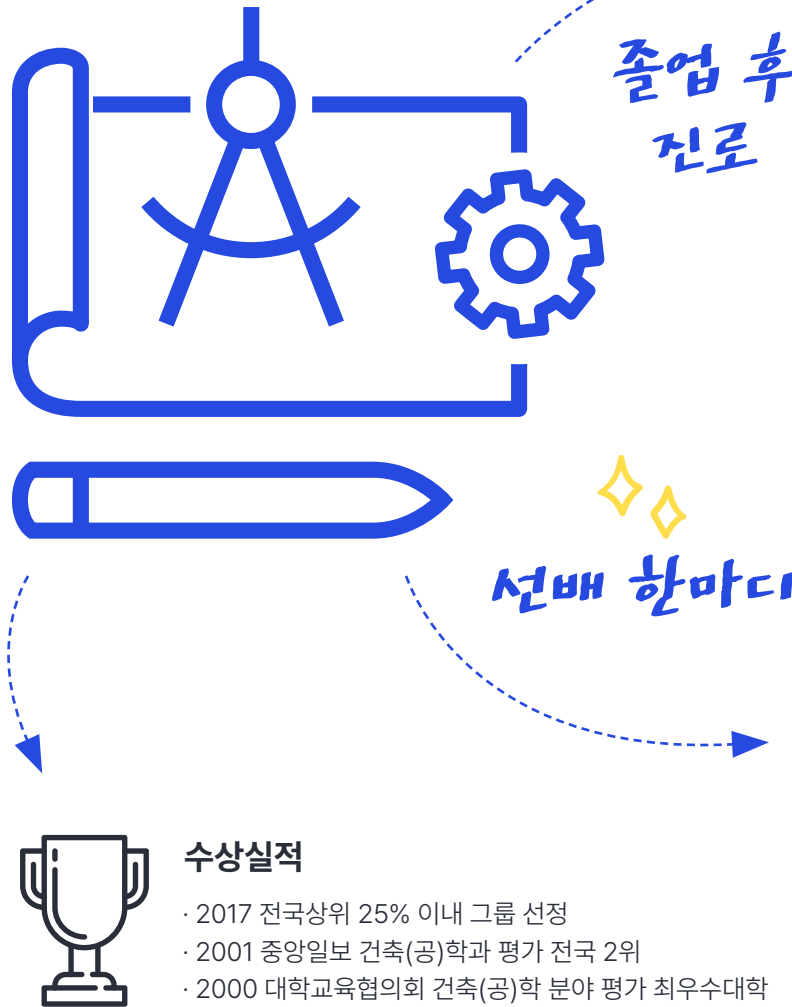 졸업 후
진로
선배 한마디
수상실적
· 2017 전국상위 25% 이내 그룹 선정
· 2001 중앙일보 건축(공)학과 평가 전국 2위
· 2000 대학교육협의회 건축(공)학 분야 평가 최우수대학